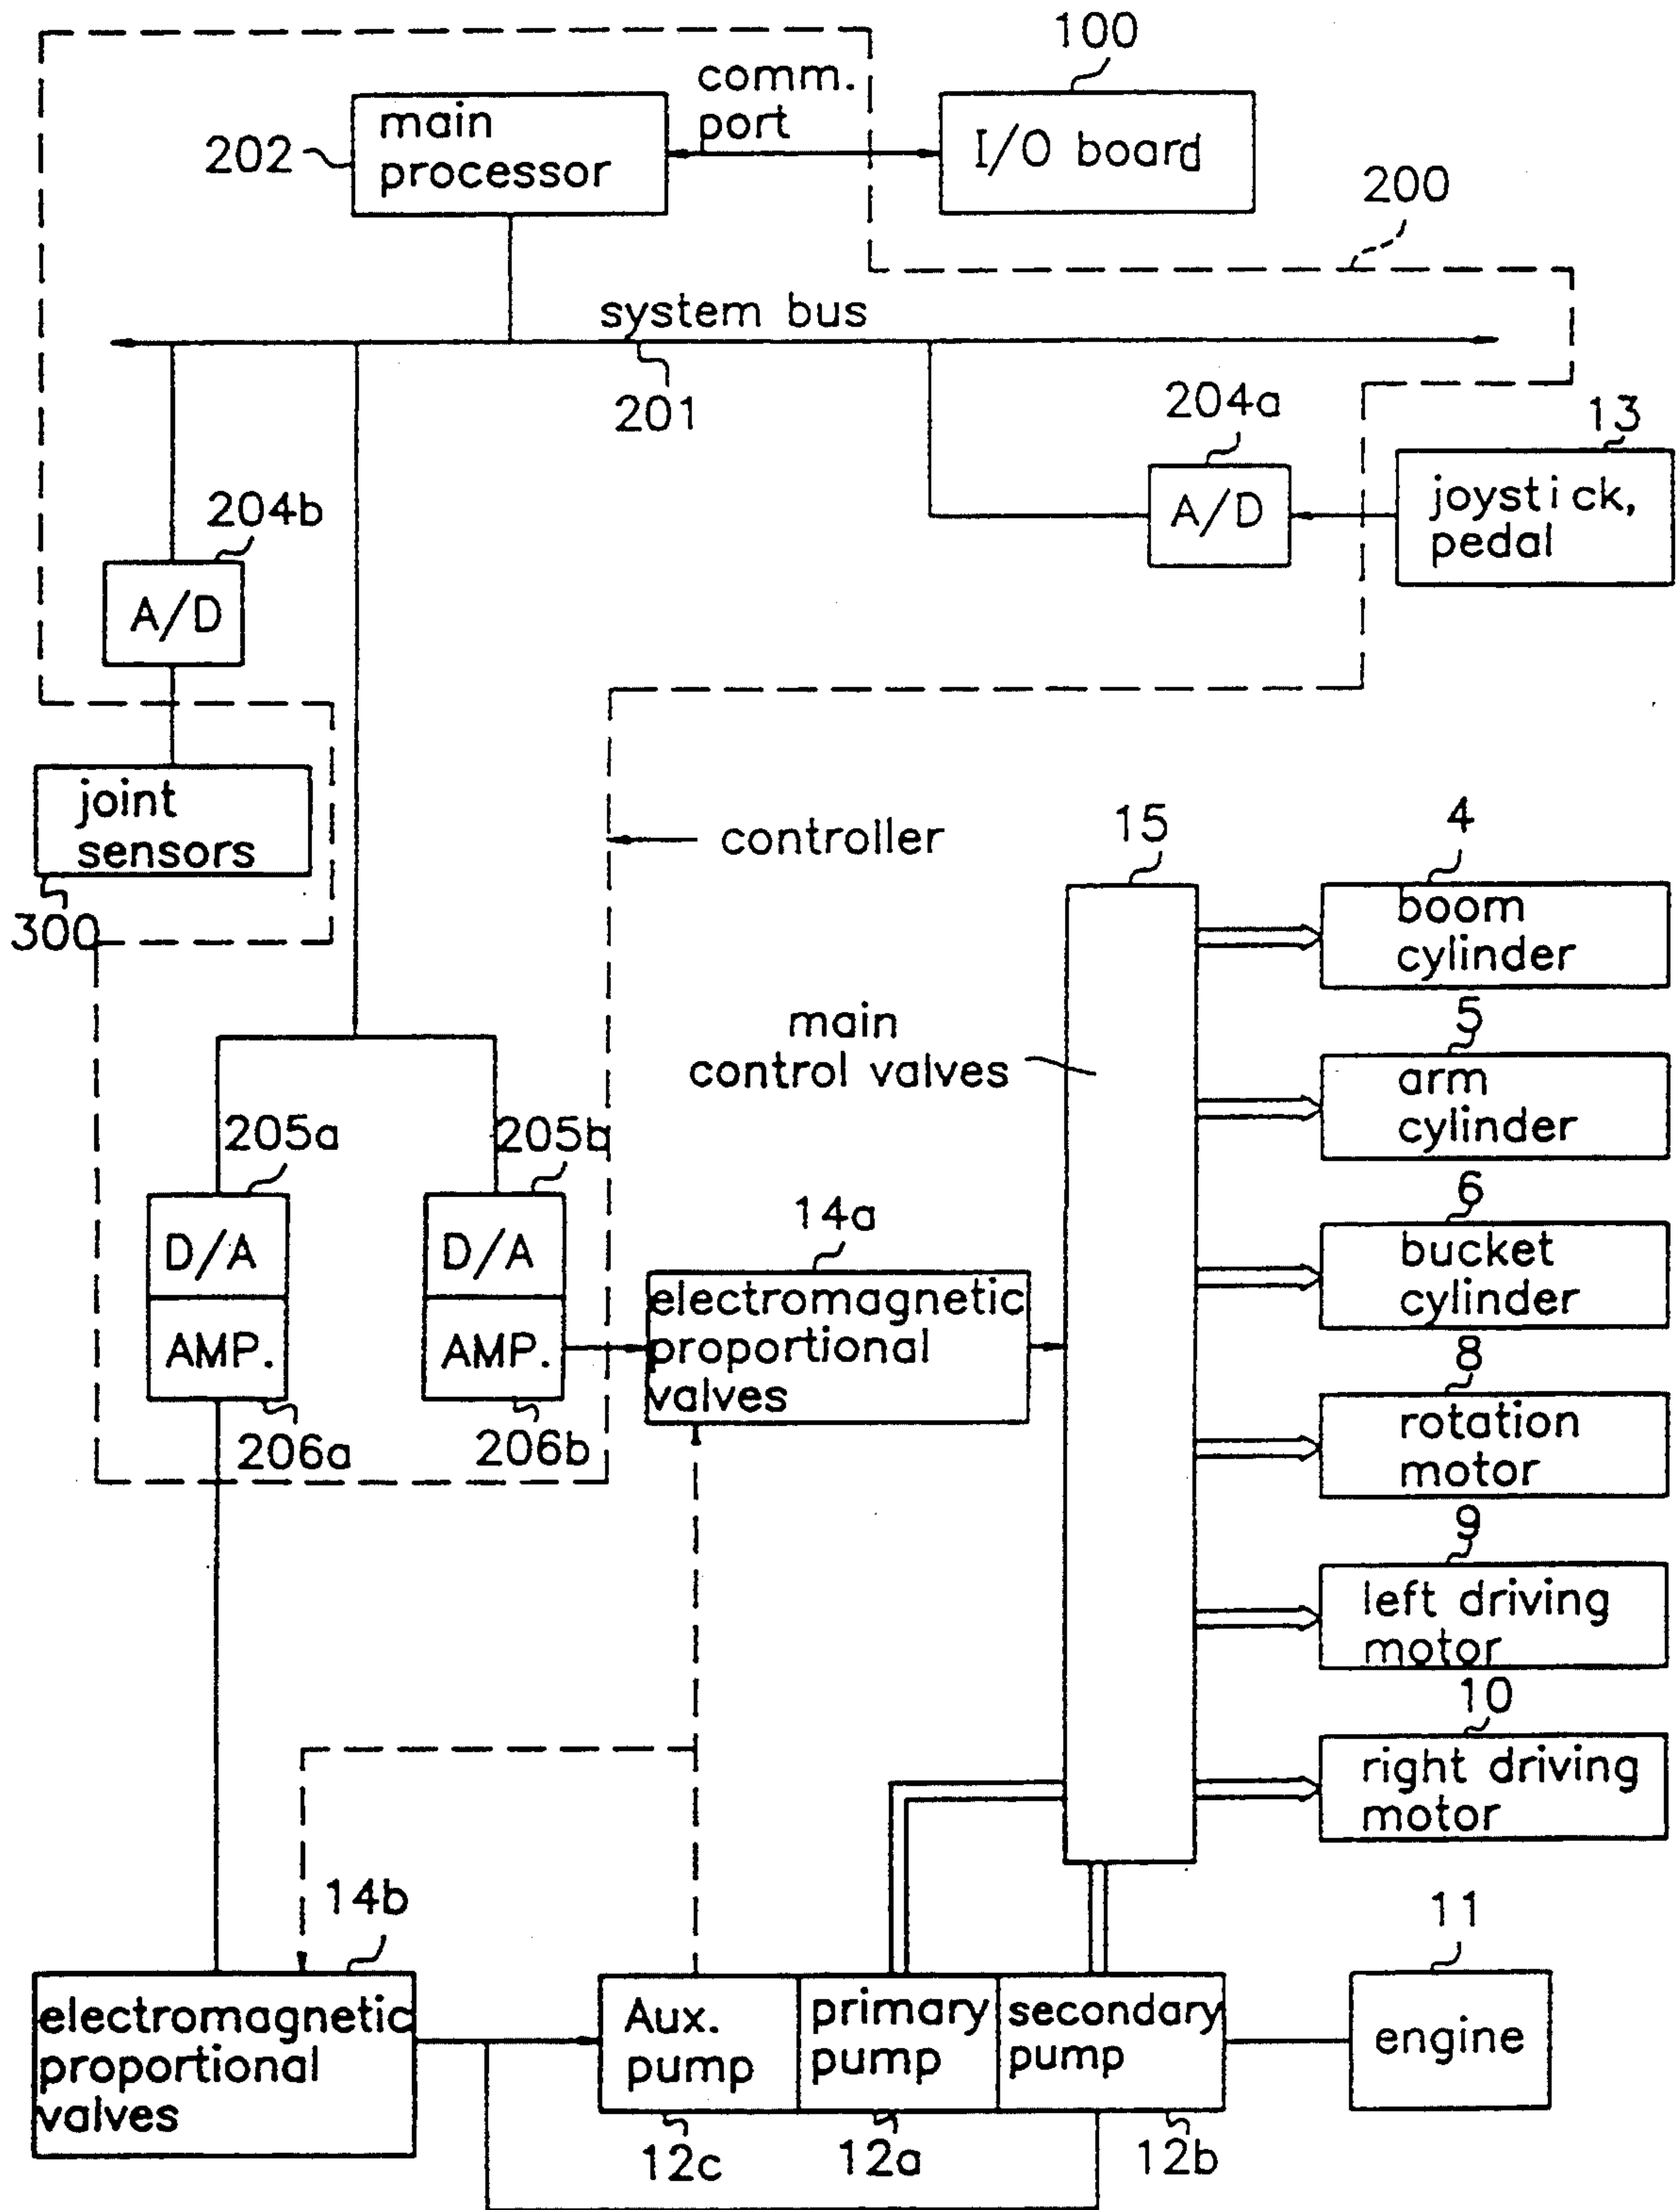 100
comm.
port
main
processor
202
I/O board
200
system bus
201
204a
13
A/D
joystick,
pedal
204b
A/D
joint
sensors
300
controller
15
4
boom
cylinder
5
main
control valves
arm
cylinder
205a
205b
6
14a
D/A
D/A
bucket
cylinder
electromagnetic
proportional
valves
AMP.
AMP.
8
206a
206b
rotation
motor
9
left driving
motor
10
right driving
motor
14b
11
electromagnetic
proportional
valves
Aux.
pump
primary
pump
secondary
pump
engine
12c
12a
12b